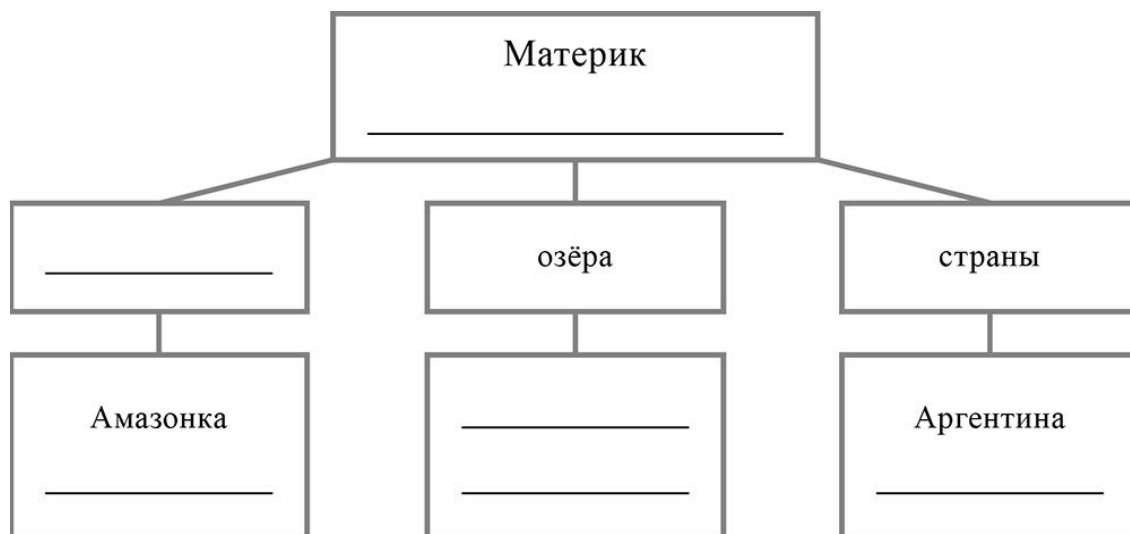 Материк
озёра
страны
Амазонка
Аргентина